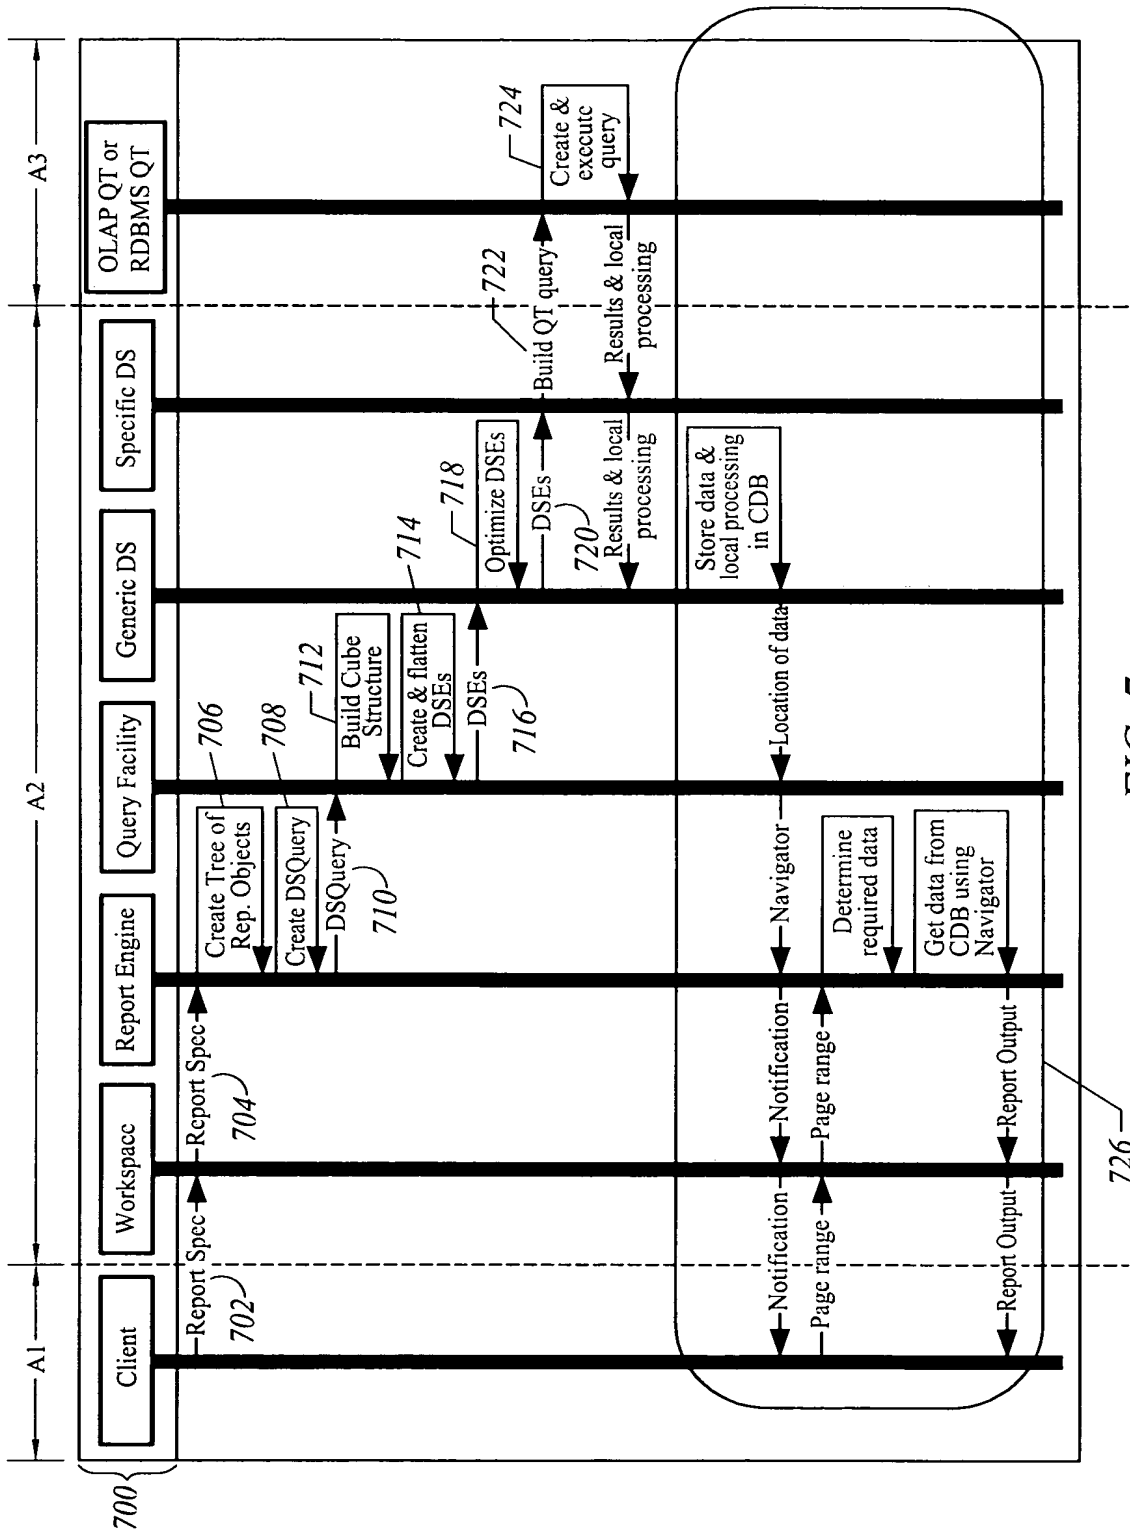 A1
A2
A3
700
Client
Workspace
Report Engine
Query Facility
Generic DS
Specific DS
OLAP QT or
RDBMS QT
Report Spec
702
Report Spec
704
Create Tree of
Rep. Objects
706
Create DSQuery
708
DSQuery
710
Build Cube
Structure
712
Create & flatten
DSEs
714
DSEs
716
Optimize DSEs
718
DSEs
720
Build QT query
722
Create &
execute
query
724
Results & local
processing
Results & local
processing
Store data &
local processing
in CDB
Location of data
Navigator
Notification
Notification
Page range
Page range
Determine
required data
Get data from
CDB using
Navigator
Report Output
Report Output
726